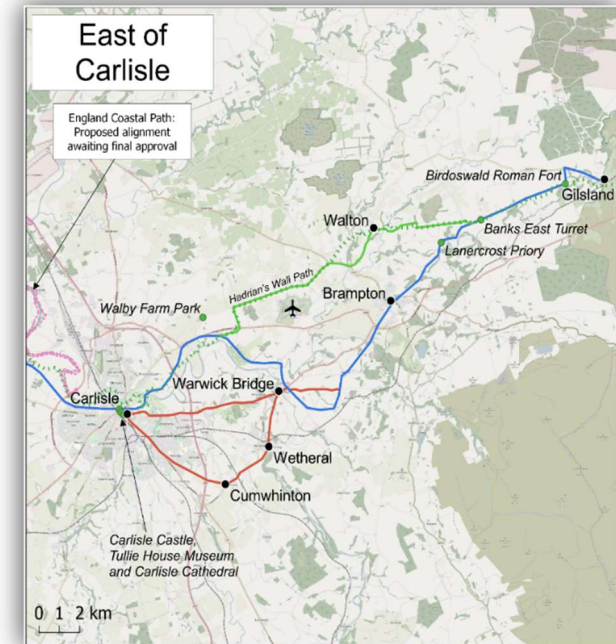 East of
Carlisle
England Coastal Path:
Proposed alignment
awaiting final approval
Birdoswald Roman Fort
Gilsland
Walton
Banks East Turret
Lanercrost Priory
Hadrian's Wall Path
Brampton
Walby Farm Park
Warwick Bridge
Carlisle
Wetheral
Cumwhinton
Carlisle Castle,
Tullie House Museum
and Carlisle Cathedral
0 1 2 km